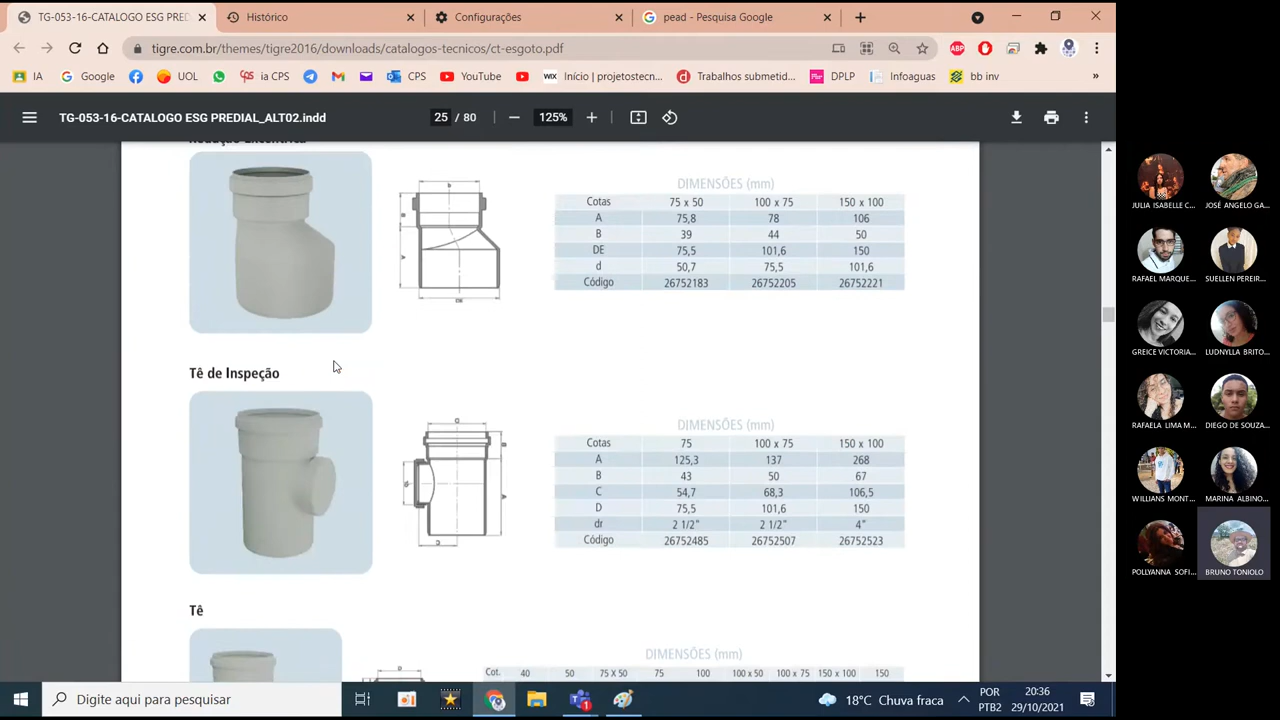 TG-053-16-CATALOGO ESG PRED
Histórico
Configurações
pead - Pesquisa Google
tigre.com.br/themes/tigre2016/downloads/catalogos-tecnicos/ct-esgoto.pdf
IA Google UOL ia CPS CPS YouTube Início | projetostecn... Trabalhos submetid... DPLP Infoaguas bb inv »
TG-053-16-CATALOGO ESG PREDIAL_ALT02.indd
25 / 80
125%
Redução Excêntrica
DIMENSÕES (mm)
Cotas 75 x 50 100 x 75 150 x 100
A 75,8 78 106
B 39 44 50
DE 75,5 101,6 150
d 50,7 75,5 101,6
Código 26752183 26752205 26752221
Tê de Inspeção
DIMENSÕES (mm)
Cotas 75 100 x 75 150 x 100
A 125,3 137 268
B 43 50 67
C 54,7 68,3 106,5
D 75,5 101,6 150
dr 2 1/2" 2 1/2" 4"
Código 26752485 26752507 26752523
Tê
DIMENSÕES (mm)
Cot. 40 50 75 X 50 75 100 100 x 50 100 x 75 150 x 100 150
JULIA ISABELLE C...
JOSÉ ANGELO GA...
RAFAEL MARQUE...
SUELLEN PEREIR...
GREICE VICTORIA...
LUDNYLLA BRITO...
RAFAELA LIMA M...
DIEGO DE SOUZA...
WILLIANS MONT...
MARINA ALBINO...
POLLYANNA SOFI...
BRUNO TONIOLO
Digite aqui para pesquisar
18°C Chuva fraca
POR
PTB2
20:36
29/10/2021